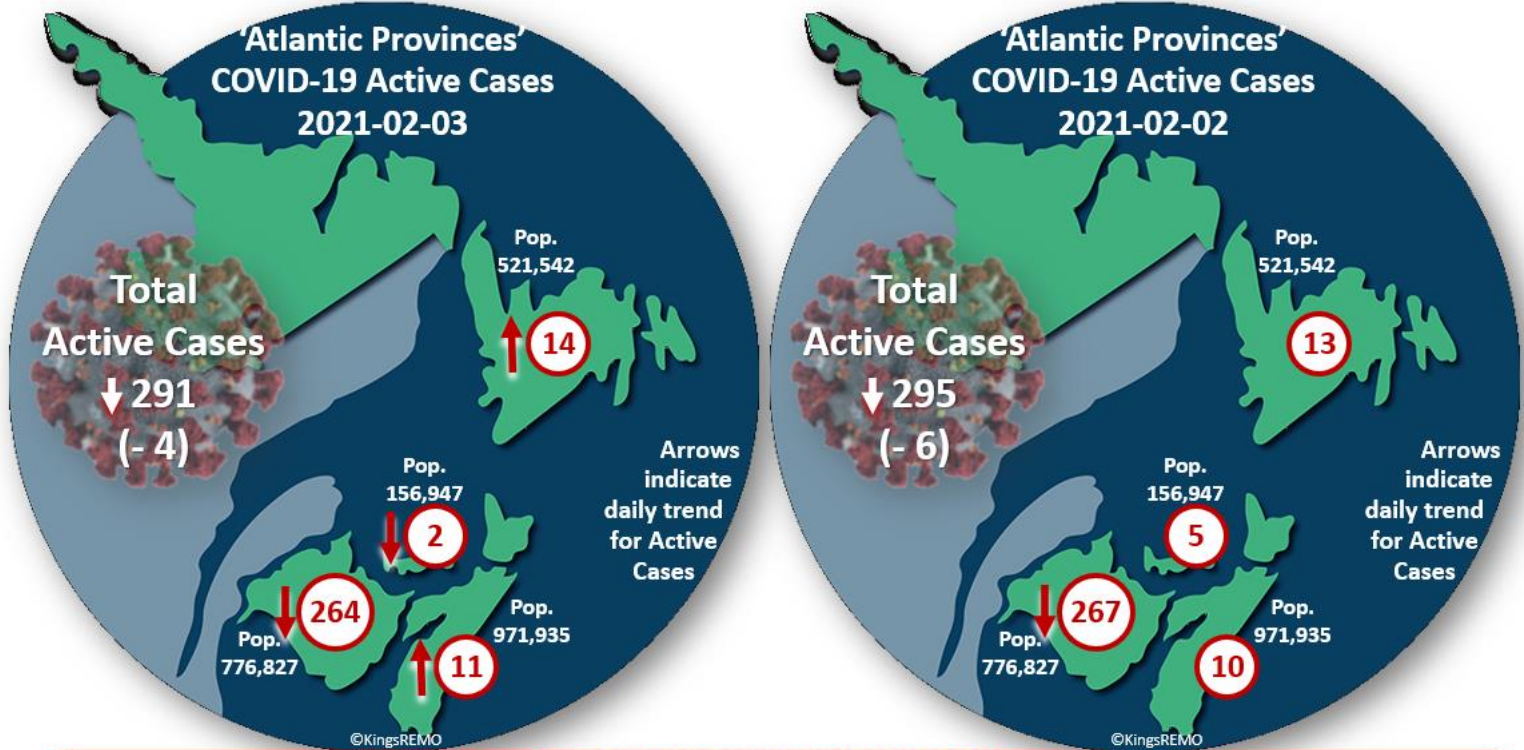 'Atlantic Provinces'
COVID-19 Active Cases
2021-02-03
Pop.
521,542
14
Total
Active Cases
291
(- 4)
Arrows
indicate
daily trend
for Active
Cases
Pop.
156,947
2
264
Pop.
776,827
Pop.
971,935
11
©KingsREMO
'Atlantic Provinces'
COVID-19 Active Cases
2021-02-02
Pop.
521,542
13
Total
Active Cases
295
(- 6)
Arrows
indicate
daily trend
for Active
Cases
Pop.
156,947
5
267
Pop.
776,827
Pop.
971,935
10
©KingsREMO